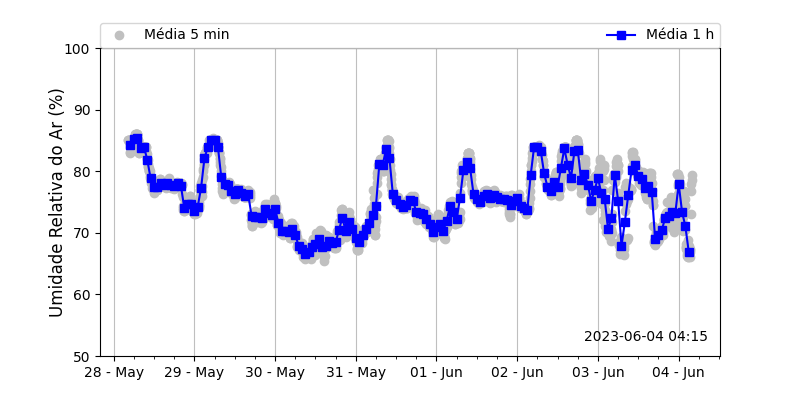 Média 5 min Média 1 h
Umidade Relativa do Ar (%)
100
90
80
70
60
50
2023-06-04 04:15
28 - May 29 - May 30 - May 31 - May 01 - Jun 02 - Jun 03 - Jun 04 - Jun